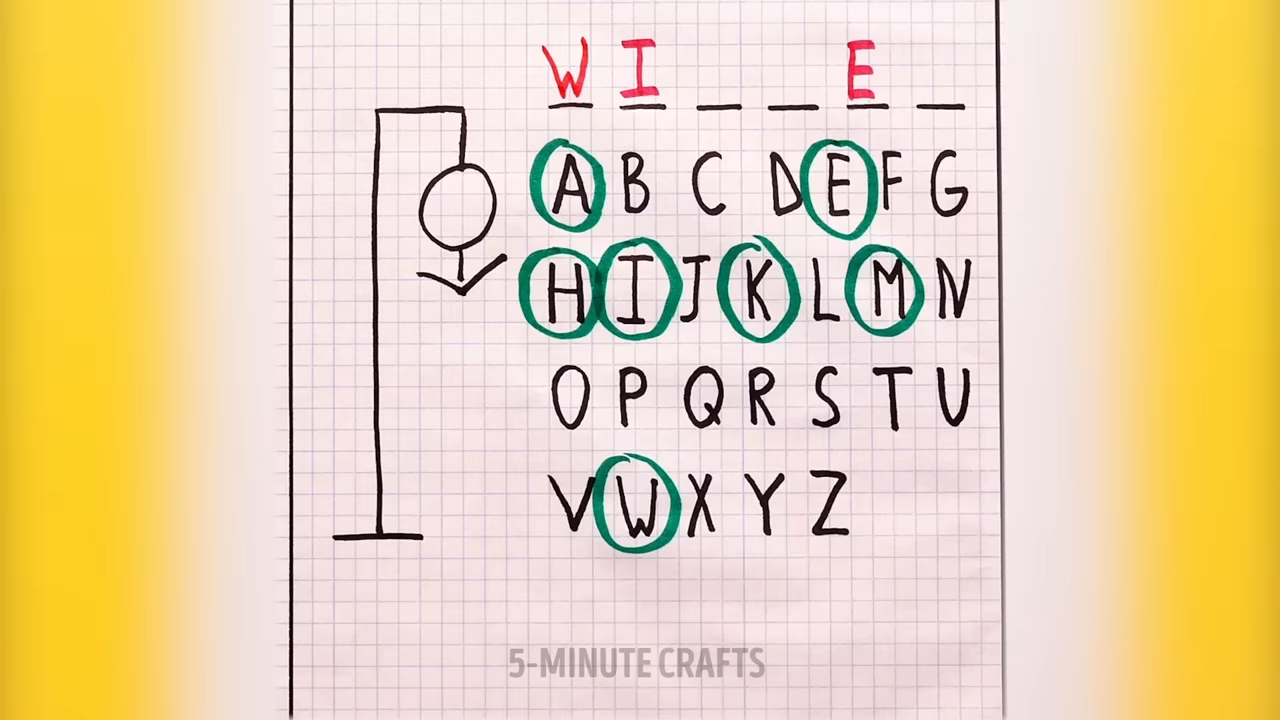 W I _ _ E _
A B C D E F G
H I J K L M N
O P Q R S T U
V W X Y Z
5-MINUTE CRAFTS